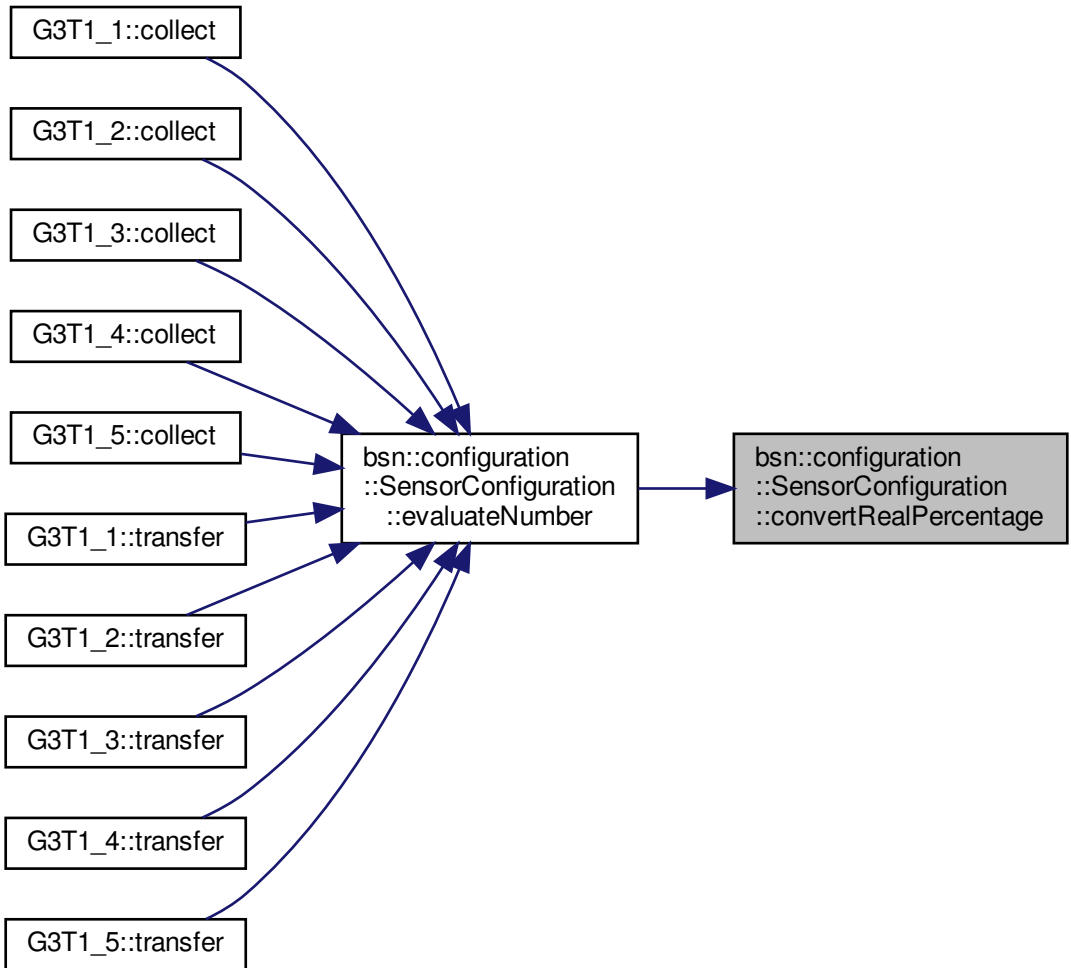 G3T1_1::collect
G3T1_2::collect
G3T1_3::collect
G3T1_4::collect
G3T1_5::collect
G3T1_1::transfer
G3T1_2::transfer
G3T1_3::transfer
G3T1_4::transfer
G3T1_5::transfer
bsn::configuration
::SensorConfiguration
::evaluateNumber
bsn::configuration
::SensorConfiguration
::convertRealPercentage